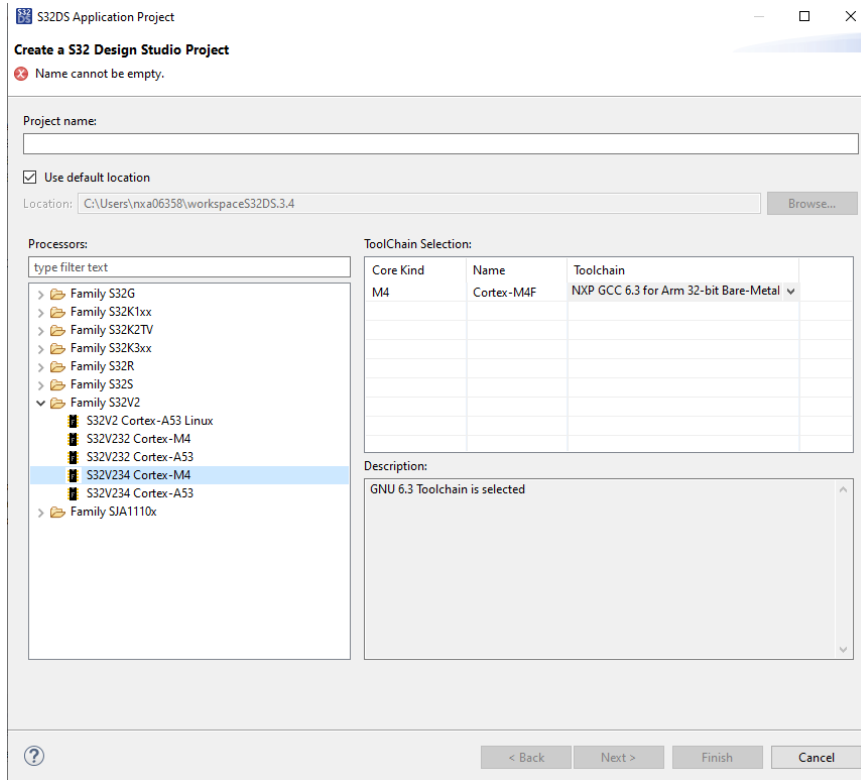 S32DS Application Project
Create a S32 Design Studio Project
Name cannot be empty.
Project name:
Use default location
Location: C:\Users\nxa06358\workspaceS32DS.3.4 Browse...
Processors:
type filter text
Family S32G
Family S32K1xx
Family S32K2TV
Family S32K3xx
Family S32R
Family S32S
Family S32V2
S32V2 Cortex-A53 Linux
S32V232 Cortex-M4
S32V232 Cortex-A53
S32V234 Cortex-M4
S32V234 Cortex-A53
Family SJA1110x
ToolChain Selection:
Core Kind Name Toolchain
M4 Cortex-M4F NXP GCC 6.3 for Arm 32-bit Bare-Metal
Description:
GNU 6.3 Toolchain is selected
? < Back Next > Finish Cancel